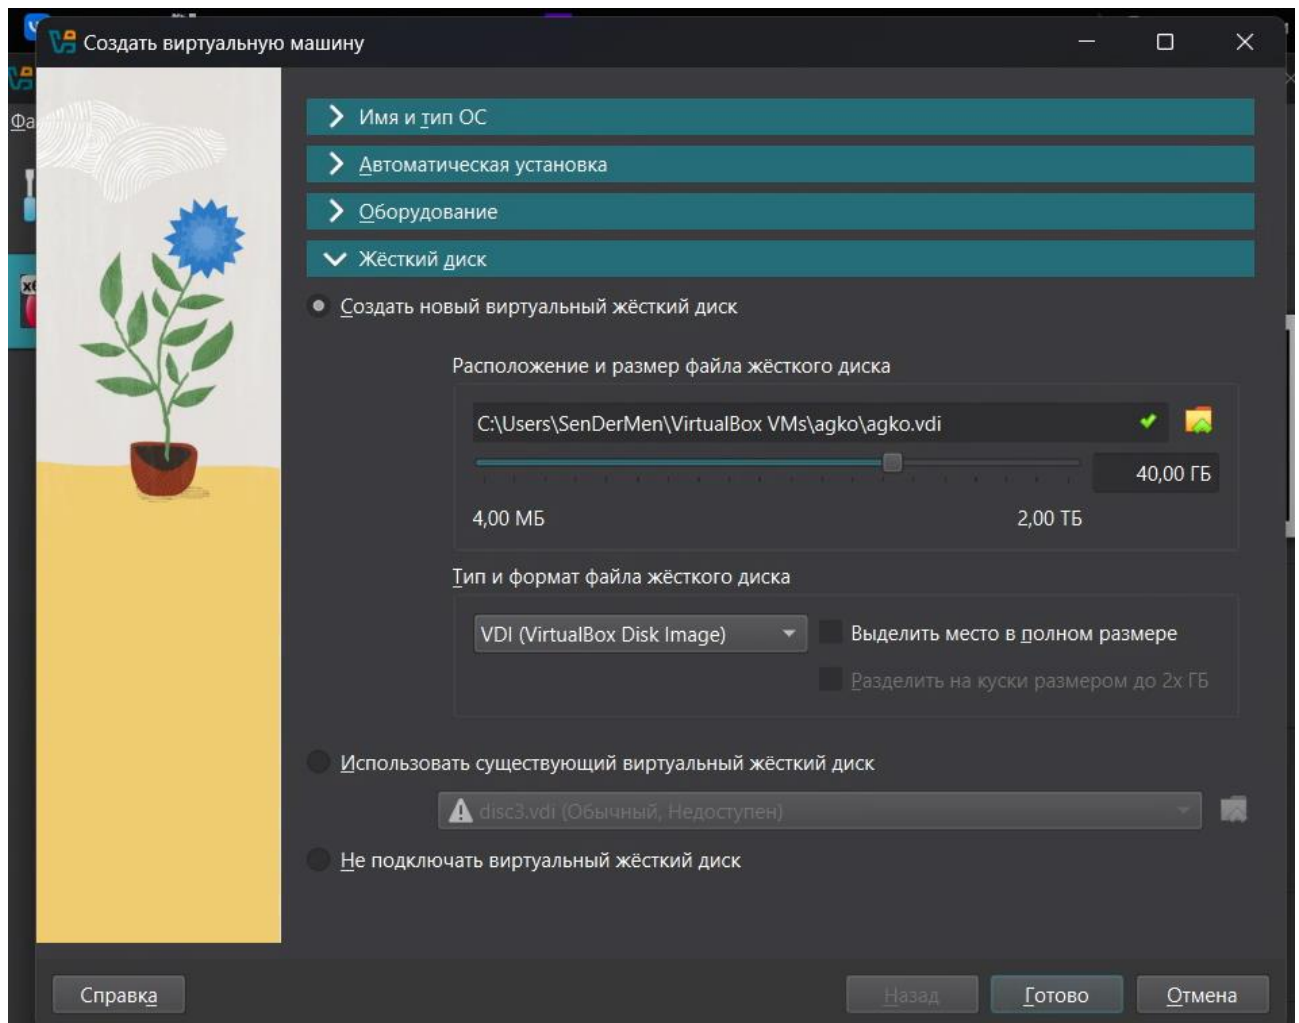 Создать виртуальную машину
Фа
Имя и тип ОС
Автоматическая установка
Оборудование
Жёсткий диск
Создать новый виртуальный жёсткий диск
Расположение и размер файла жёсткого диска
C:\Users\SenDerMen\VirtualBox VMs\agko\agko.vdi
40,00 ГБ
4,00 МБ 2,00 ТБ
Тип и формат файла жёсткого диска
VDI (VirtualBox Disk Image) Выделить место в полном размере
Разделить на куски размером до 2х ГБ
Использовать существующий виртуальный жёсткий диск
disc3.vdi (Обычный, Недоступен)
Не подключать виртуальный жёсткий диск
Справка Назад Готово Отмена